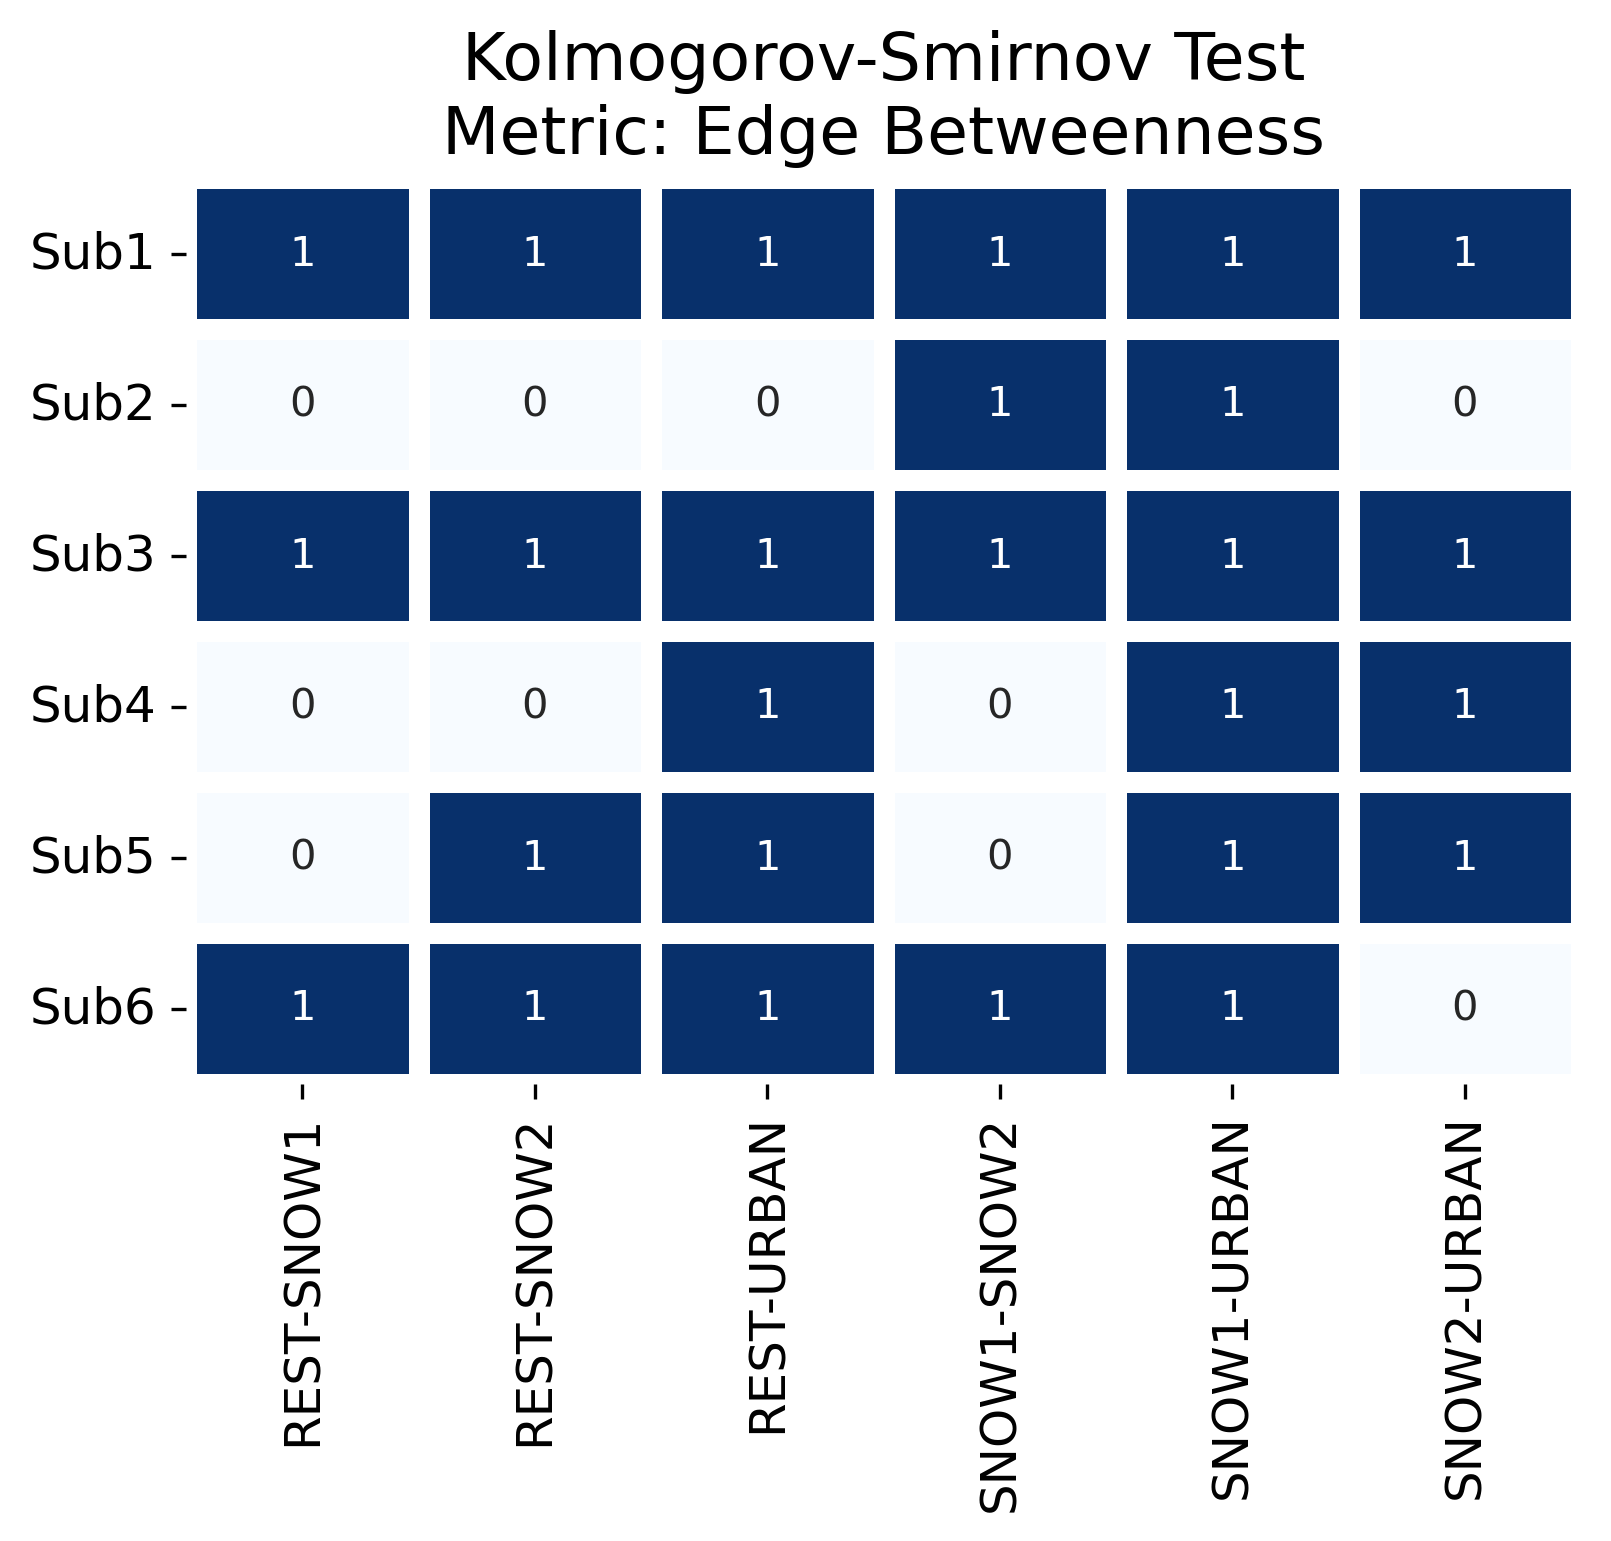 Kolmogorov-Smirnov Test
Metric: Edge Betweenness
Sub1 1 1 1 1 1 1
Sub2 0 0 0 1 1 0
Sub3 1 1 1 1 1 1
Sub4 0 0 1 0 1 1
Sub5 0 1 1 0 1 1
Sub6 1 1 1 1 1 0
REST-SNOW1
REST-SNOW2
REST-URBAN
SNOW1-SNOW2
SNOW1-URBAN
SNOW2-URBAN